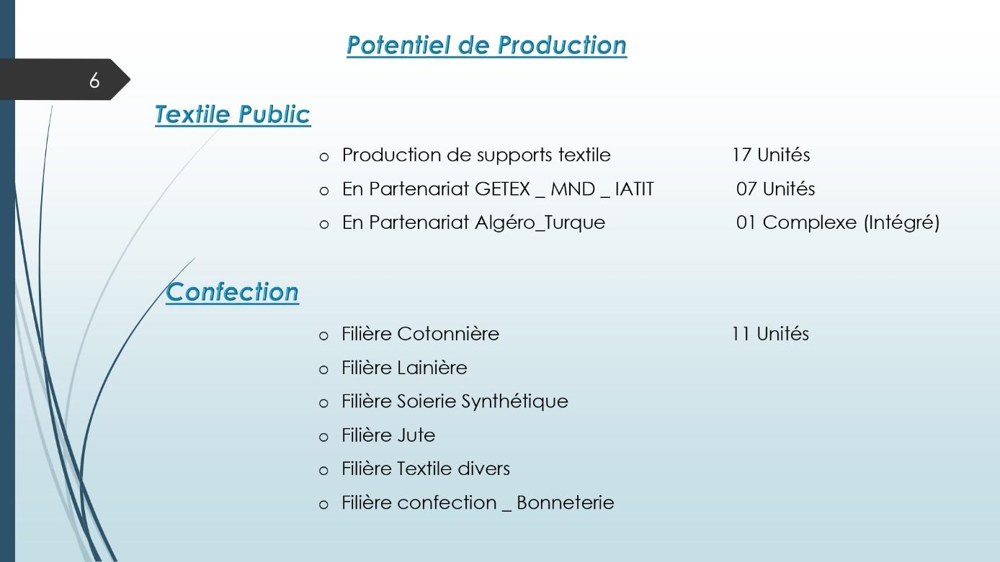 Potentiel de Production
6
Textile Public
o Production de supports textile 17 Unités
o En Partenariat GETEX _ MND _ IATIT 07 Unités
o En Partenariat Algéro_Turque 01 Complexe (Intégré)
Confection
o Filière Cotonnière 11 Unités
o Filière Lainière
o Filière Soierie Synthétique
o Filière Jute
o Filière Textile divers
o Filière confection _ Bonneterie